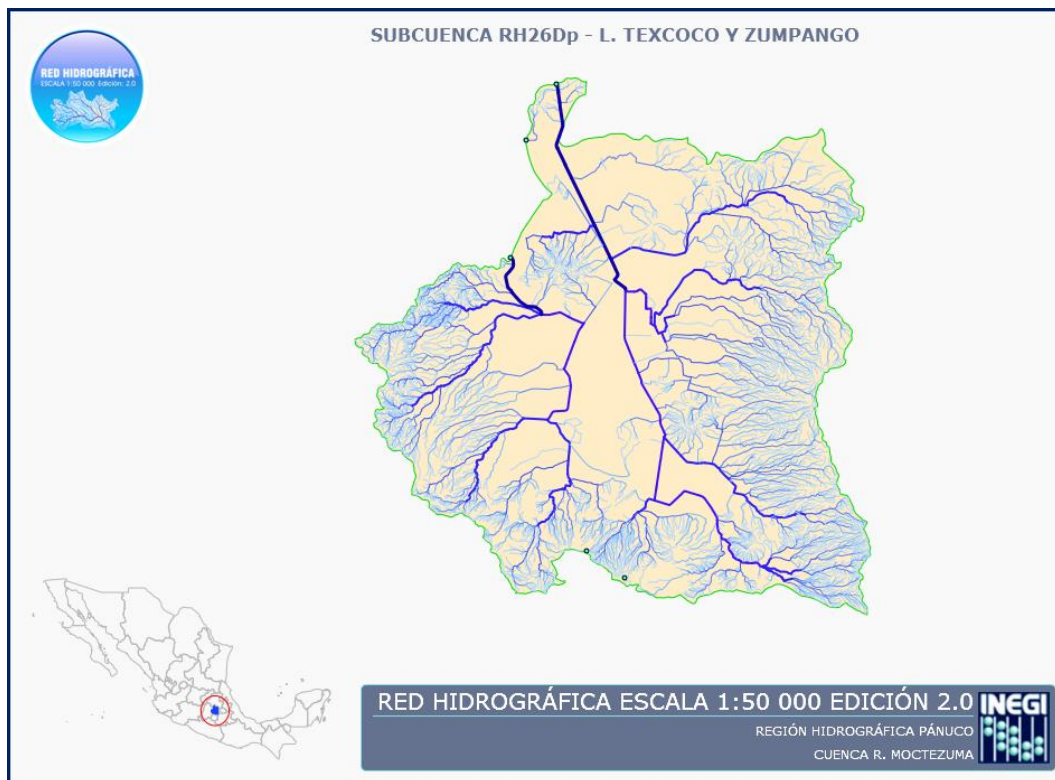 SUBCUENCA RH26Dp - L. TEXCOCO Y ZUMPANGO
RED HIDROGRÁFICA
ESCALA 1:50 000 Edición: 2.0
RED HIDROGRÁFICA ESCALA 1:50 000 EDICIÓN 2.0
REGIÓN HIDROGRÁFICA PÁNUCO
CUENCA R. MOCTEZUMA
INEGI